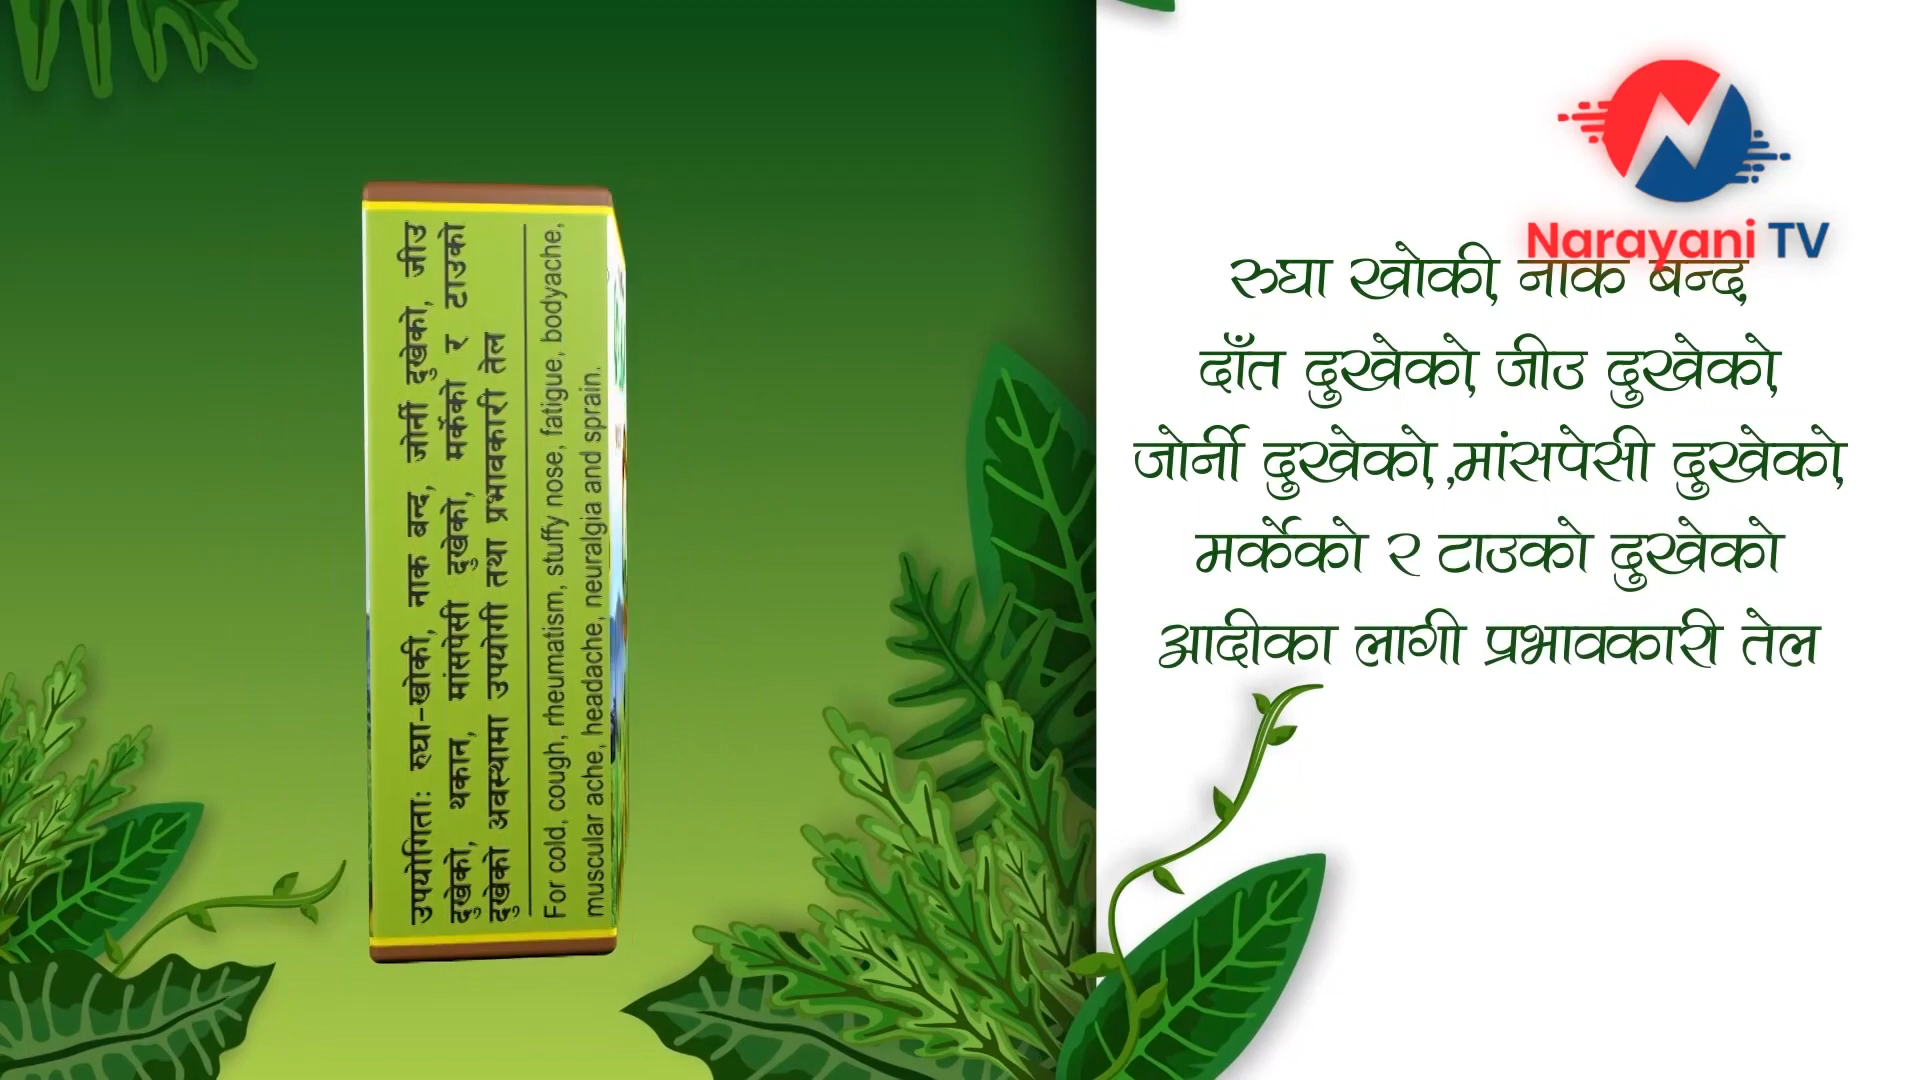 उपयोगिता: रुघा-खोकी, नाक बन्द, जोर्नी दुखेको, जीउ
दुखेको, थकान, मांसपेसी दुखेको, मर्केको र टाउको
दुखेको अवस्थामा उपयोगी तथा प्रभावकारी तेल
For cold, cough, rheumatism, stuffy nose, fatigue, bodyache,
muscular ache, headache, neuralgia and sprain.
Narayani TV
रुघा खोकी, नाक बन्द,
दाँत दुखेको, जीउ दुखेको,
जोर्नी दुखेको,,मांसपेसी दुखेको,
मर्केको र टाउको दुखेको
आदीका लागी प्रभावकारी तेल